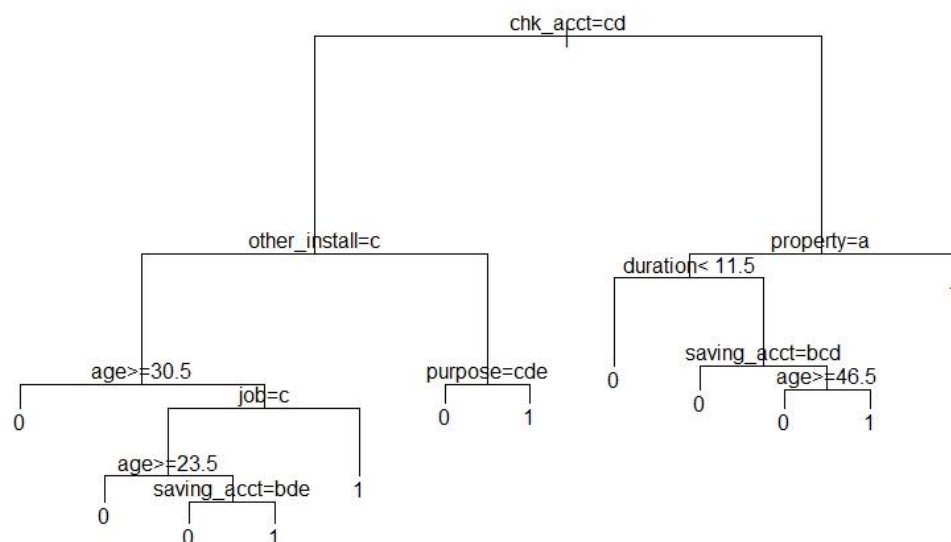 chk_acct=cd
other_install=c
property=a
duration< 11.5
saving_acct=bcd
age>=30.5
purpose=cde
0
age>=46.5
0
job=c
0
1
0
0
1
age>=23.5
1
saving_acct=bde
0
0
1